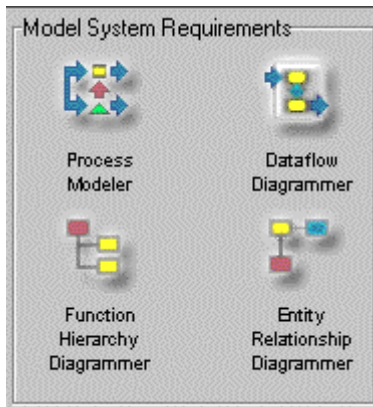 Model System Requirements
Process
Modeler
Dataflow
Diagrammer
Function
Hierarchy
Diagrammer
Entity
Relationship
Diagrammer